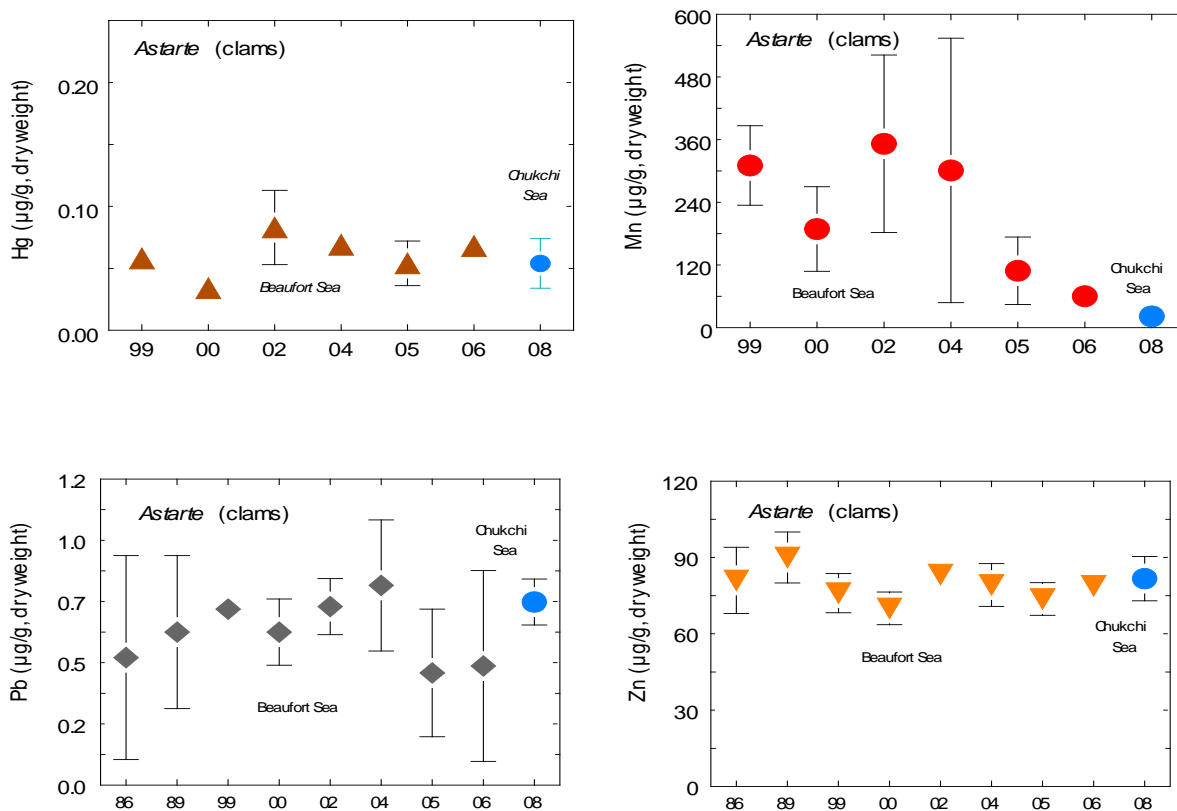 Astarte (clams)
Hg (µg/g, dry weight)
0.20
0.10
0.00
Chukchi
Sea
Beaufort Sea
99 00 02 04 05 06 08
Astarte (clams)
Mn (µg/g, dry weight)
600
480
360
240
120
0
Beaufort Sea
Chukchi
Sea
99 00 02 04 05 06 08
Astarte (clams)
Pb (µg/g, dry weight)
1.2
1.0
0.7
0.5
0.2
0.0
Chukchi
Sea
Beaufort Sea
86 89 99 00 02 04 05 06 08
Astarte (clams)
Zn (µg/g, dry weight)
120
90
60
30
0
Beaufort Sea
Chukchi
Sea
86 89 99 00 02 04 05 06 08